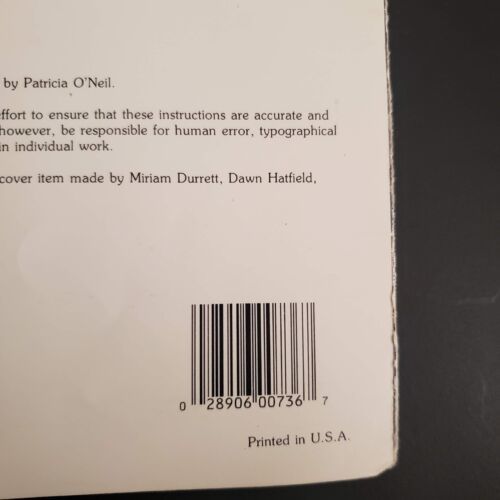 by Patricia O'Neil.
effort to ensure that these instructions are accurate and
however, be responsible for human error, typographical
in individual work.
cover item made by Miriam Durrett, Dawn Hatfield,
0 28906 00736 7
Printed in U.S.A.